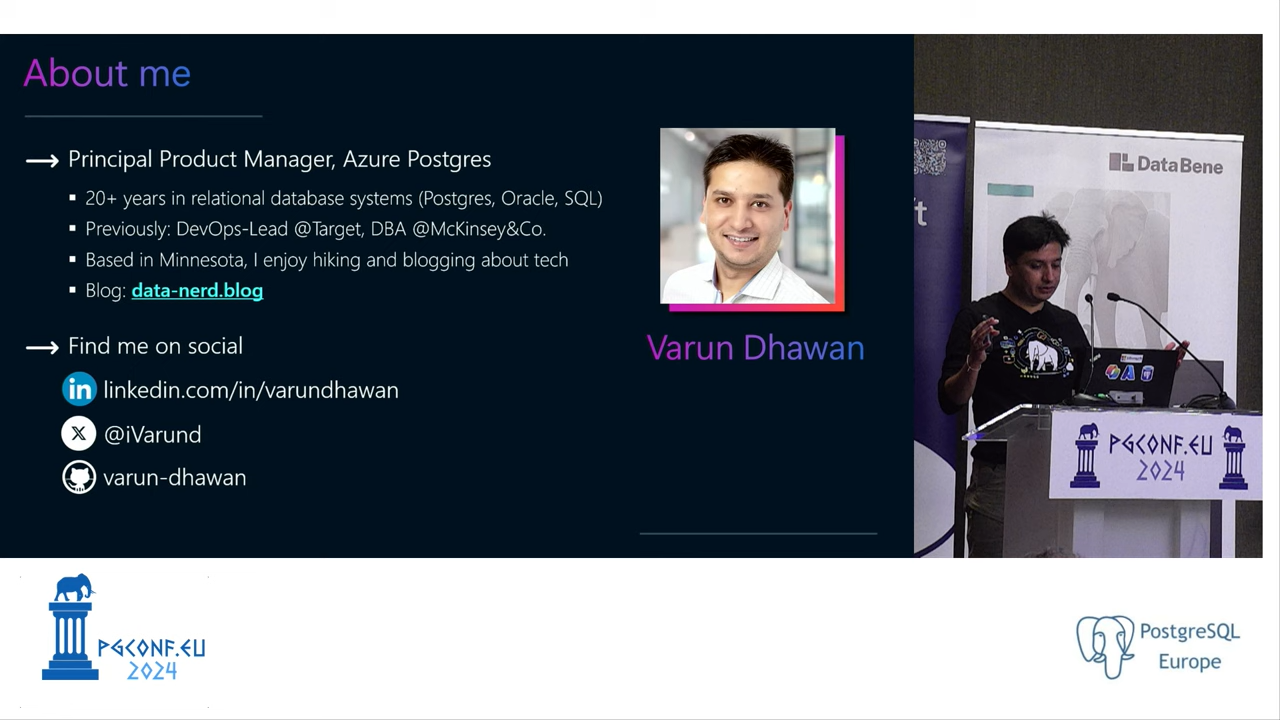 About me
Principal Product Manager, Azure Postgres
20+ years in relational database systems (Postgres, Oracle, SQL)
Previously: DevOps-Lead @Target, DBA @McKinsey&Co.
Based in Minnesota, I enjoy hiking and blogging about tech
Blog: data-nerd.blog
Find me on social
in linkedin.com/in/varundhawan
X @iVarund
varun-dhawan
Varun Dhawan
Data Bene
PGCONF.EU
2024
PGCONF.EU
2024
PostgreSQL
Europe